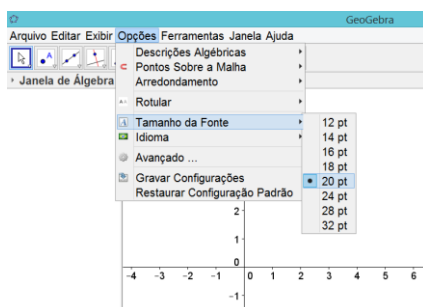 GeoGebra
Arquivo Editar Exibir Opções Ferramentas Janela Ajuda
Janela de Álgebra
Descrições Algébricas
Pontos Sobre a Malha
Arredondamento
Rotular
Tamanho da Fonte
Idioma
Avançado ...
Gravar Configurações
Restaurar Configuração Padrão
12 pt
14 pt
16 pt
18 pt
20 pt
24 pt
28 pt
32 pt
2
1
0
-4 -3 -2 -1 0 1 2 3 4 5 6
-1